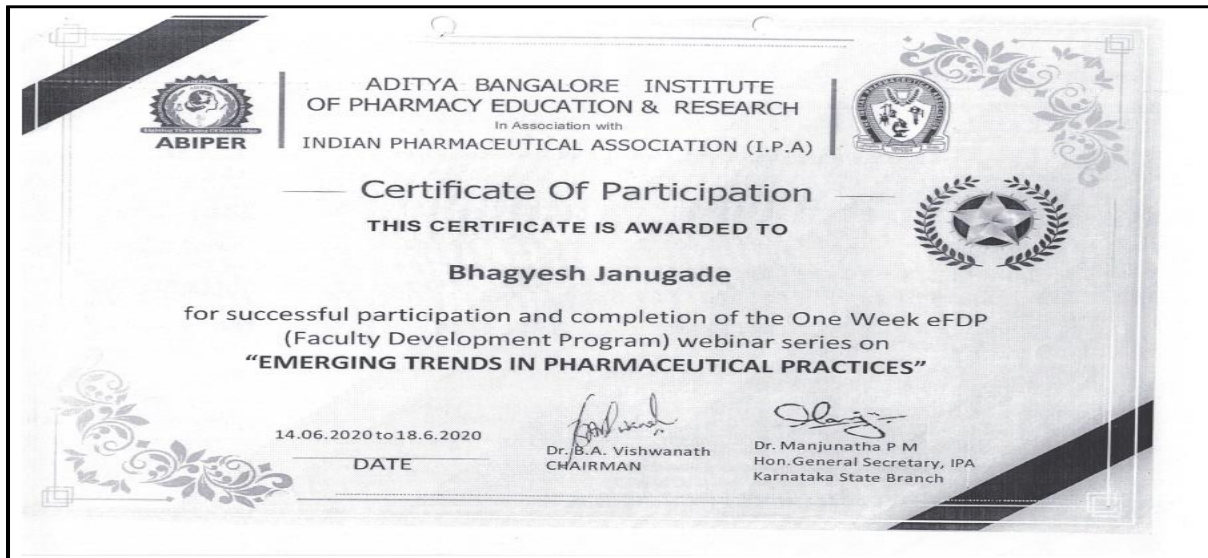 ADITYA BANGALORE INSTITUTE
OF PHARMACY EDUCATION & RESEARCH
In Association with
INDIAN PHARMACEUTICAL ASSOCIATION (I.P.A)
ABIPER
Certificate Of Participation
THIS CERTIFICATE IS AWARDED TO
Bhagyesh Janugade
for successful participation and completion of the One Week eFDP
(Faculty Development Program) webinar series on
“EMERGING TRENDS IN PHARMACEUTICAL PRACTICES”
14.06.2020to18.6.2020
DATE
Dr. B.A. Vishwanath
CHAIRMAN
Dr. Manjunatha P M
Hon.General Secretary, IPA
Karnataka State Branch